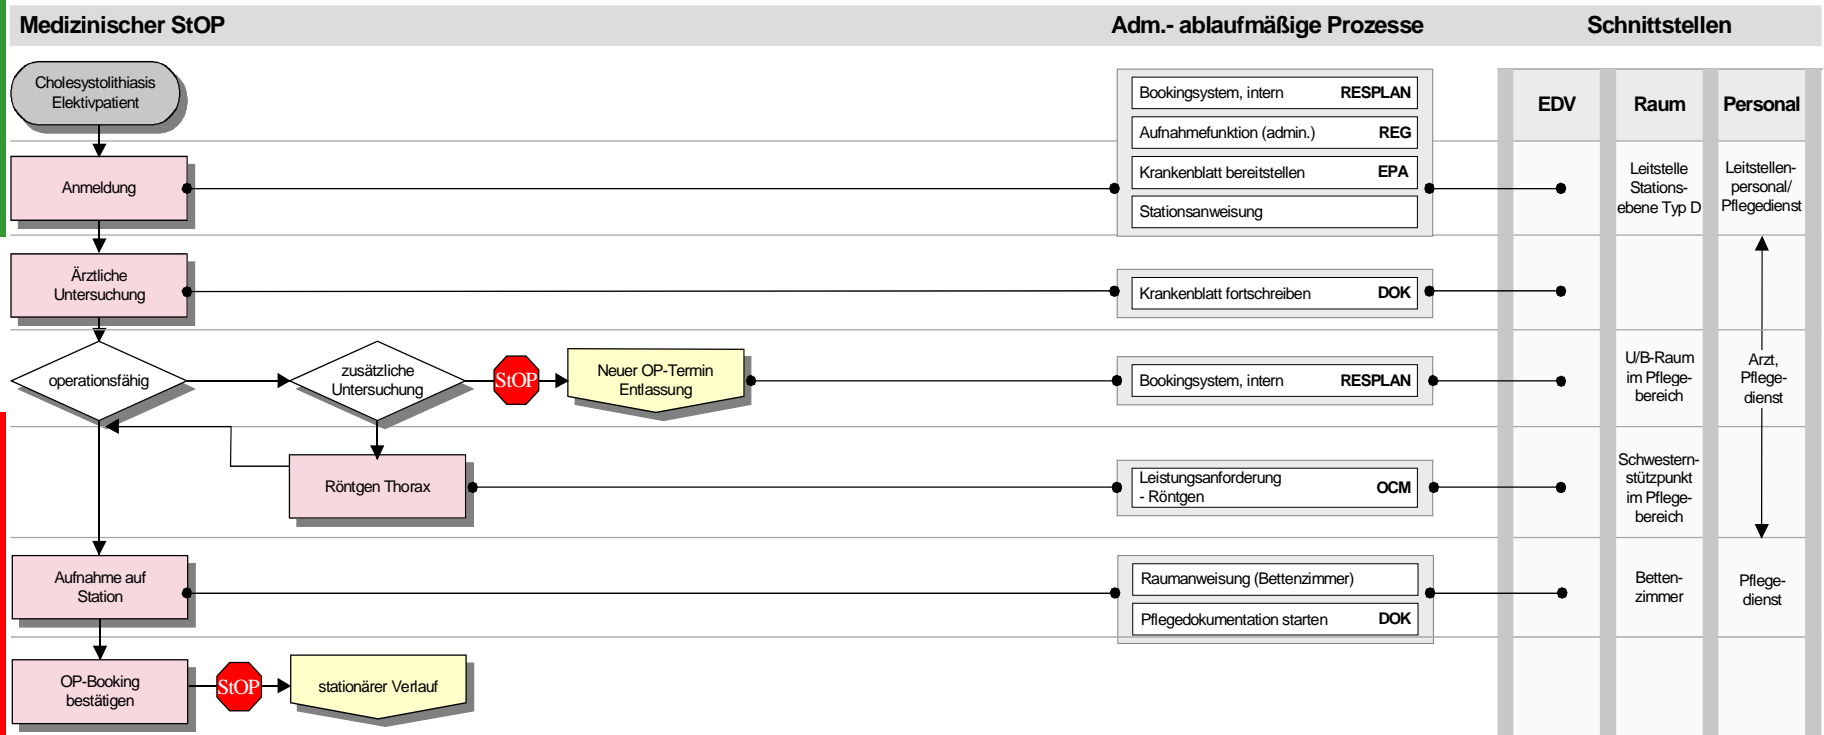 Medizinischer StOP
Adm.- ablaufmäßige Prozesse
Schnittstellen
Cholesystolithiasis
Elektivpatient
Bookingsystem, intern RESPLAN
EDV
Raum
Personal
Aufnahmefunktion (admin.) REG
Anmeldung
Krankenblatt bereitstellen EPA
Stationsanweisung
Leitstelle
Stations-
ebene Typ D
Leitstellen-
personal/
Pflegedienst
Ärztliche
Untersuchung
Krankenblatt fortschreiben DOK
operationsfähig
zusätzliche
Untersuchung
StOP
Neuer OP-Termin
Entlassung
Bookingsystem, intern RESPLAN
U/B-Raum
im Pflege-
bereich
Arzt,
Pflege-
dienst
Röntgen Thorax
Leistungsanforderung
- Röntgen OCM
Schwestern-
stützpunkt
im Pflege-
bereich
Aufnahme auf
Station
Raumanweisung (Bettenzimmer)
Pflegedokumentation starten DOK
Betten-
zimmer
Pflege-
dienst
OP-Booking
bestätigen
StOP
stationärer Verlauf